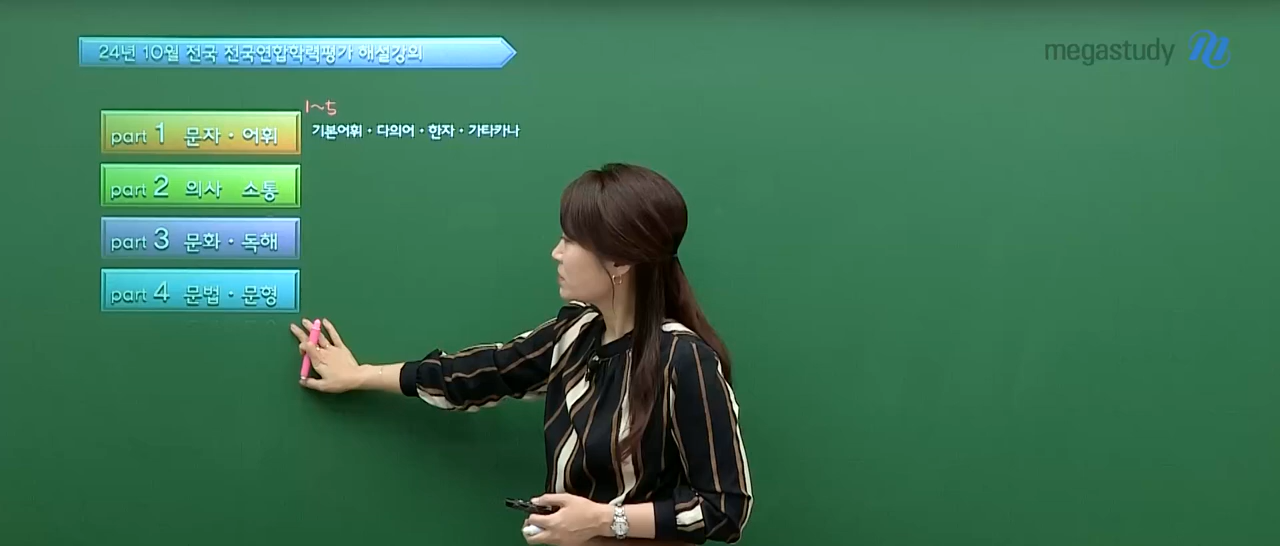 24년 10월 전국 전국연합학력평가 해설강의
megastudy
1~5
part 1 문자·어휘
기본어휘·다의어·한자·가타카나
part 2 의사 소통
part 3 문화·독해
part 4 문법·문형